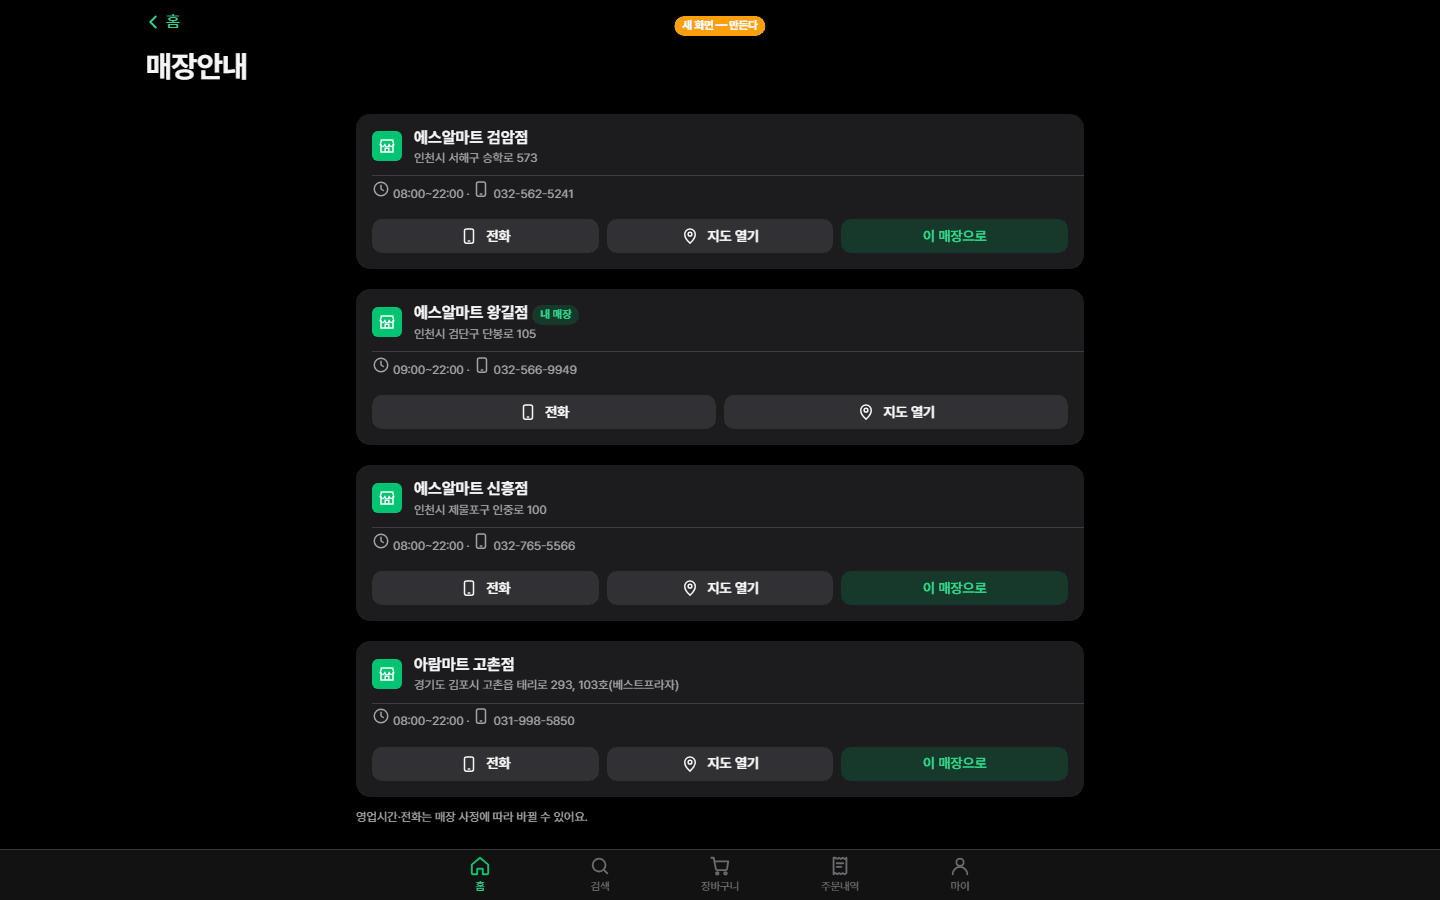 홈
새 화면 — 만든다
매장안내
에스알마트 검암점
인천시 서해구 승학로 573
08:00~22:00 · 032-562-5241
전화
지도 열기
이 매장으로
에스알마트 왕길점 내 매장
인천시 검단구 단봉로 105
09:00~22:00 · 032-566-9949
전화
지도 열기
에스알마트 신흥점
인천시 제물포구 인중로 100
08:00~22:00 · 032-765-5566
전화
지도 열기
이 매장으로
아람마트 고촌점
경기도 김포시 고촌읍 태리로 293, 103호(베스트프라자)
08:00~22:00 · 031-998-5850
전화
지도 열기
이 매장으로
영업시간·전화는 매장 사정에 따라 바뀔 수 있어요.
홈
검색
장바구니
주문내역
마이